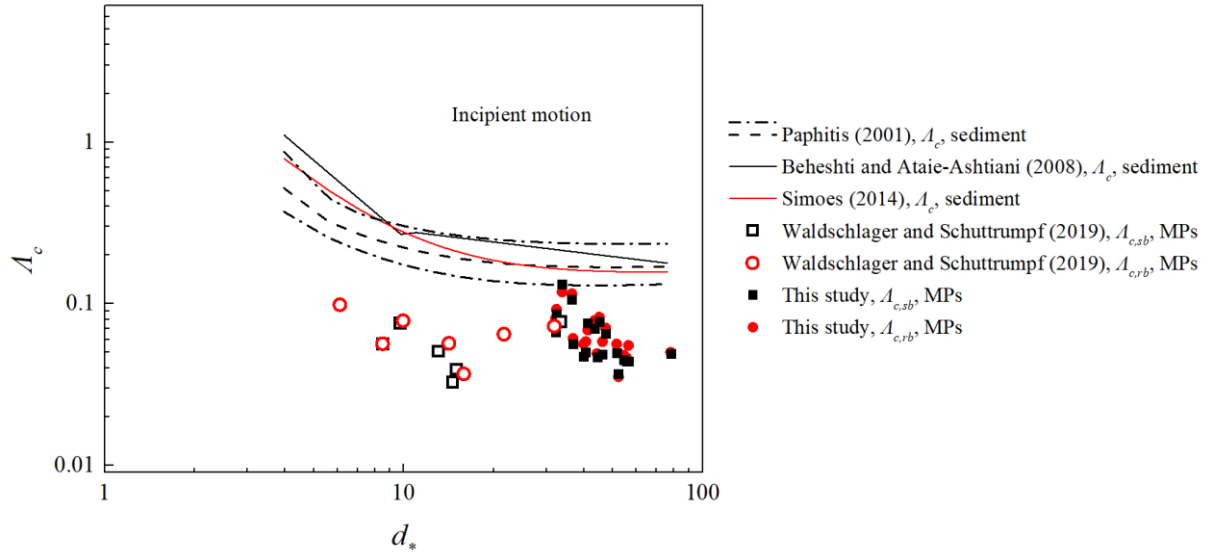 Λc
1
0.1
0.01
Incipient motion
1
10
100
d*
Paphitis (2001), Λc, sediment
Beheshti and Ataie-Ashtiani (2008), Λc, sediment
Simoes (2014), Λc, sediment
Waldschlager and Schuttrumpf (2019), Λc,sb, MPs
Waldschlager and Schuttrumpf (2019), Λc,rb, MPs
This study, Λc,sb, MPs
This study, Λc,rb, MPs